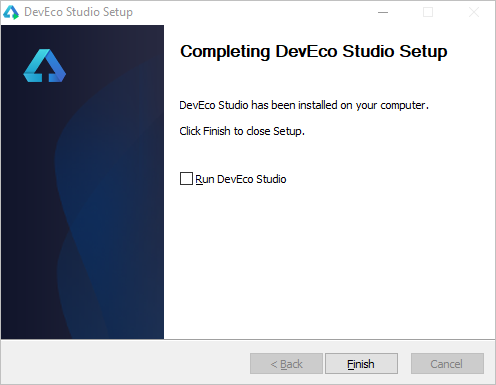 DevEco Studio Setup
Completing DevEco Studio Setup
DevEco Studio has been installed on your computer.
Click Finish to close Setup.
Run DevEco Studio
< Back
Finish
Cancel